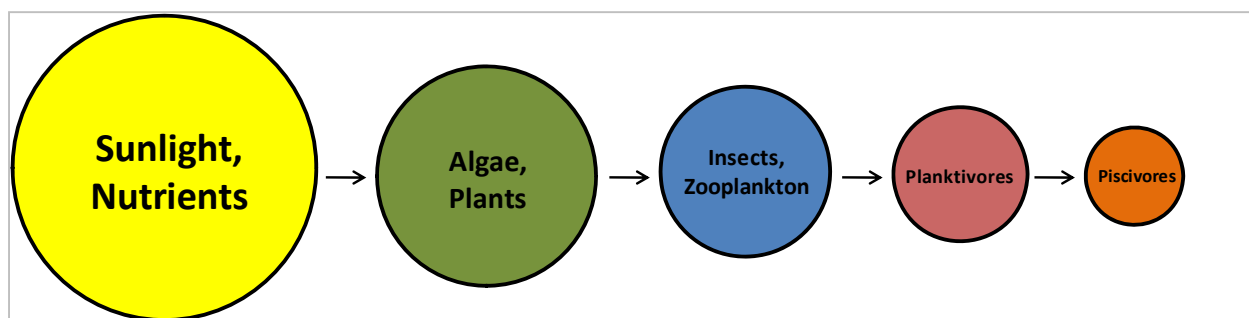 Sunlight,
Nutrients
Algae,
Plants
Insects,
Zooplankton
Planktivores
Piscivores